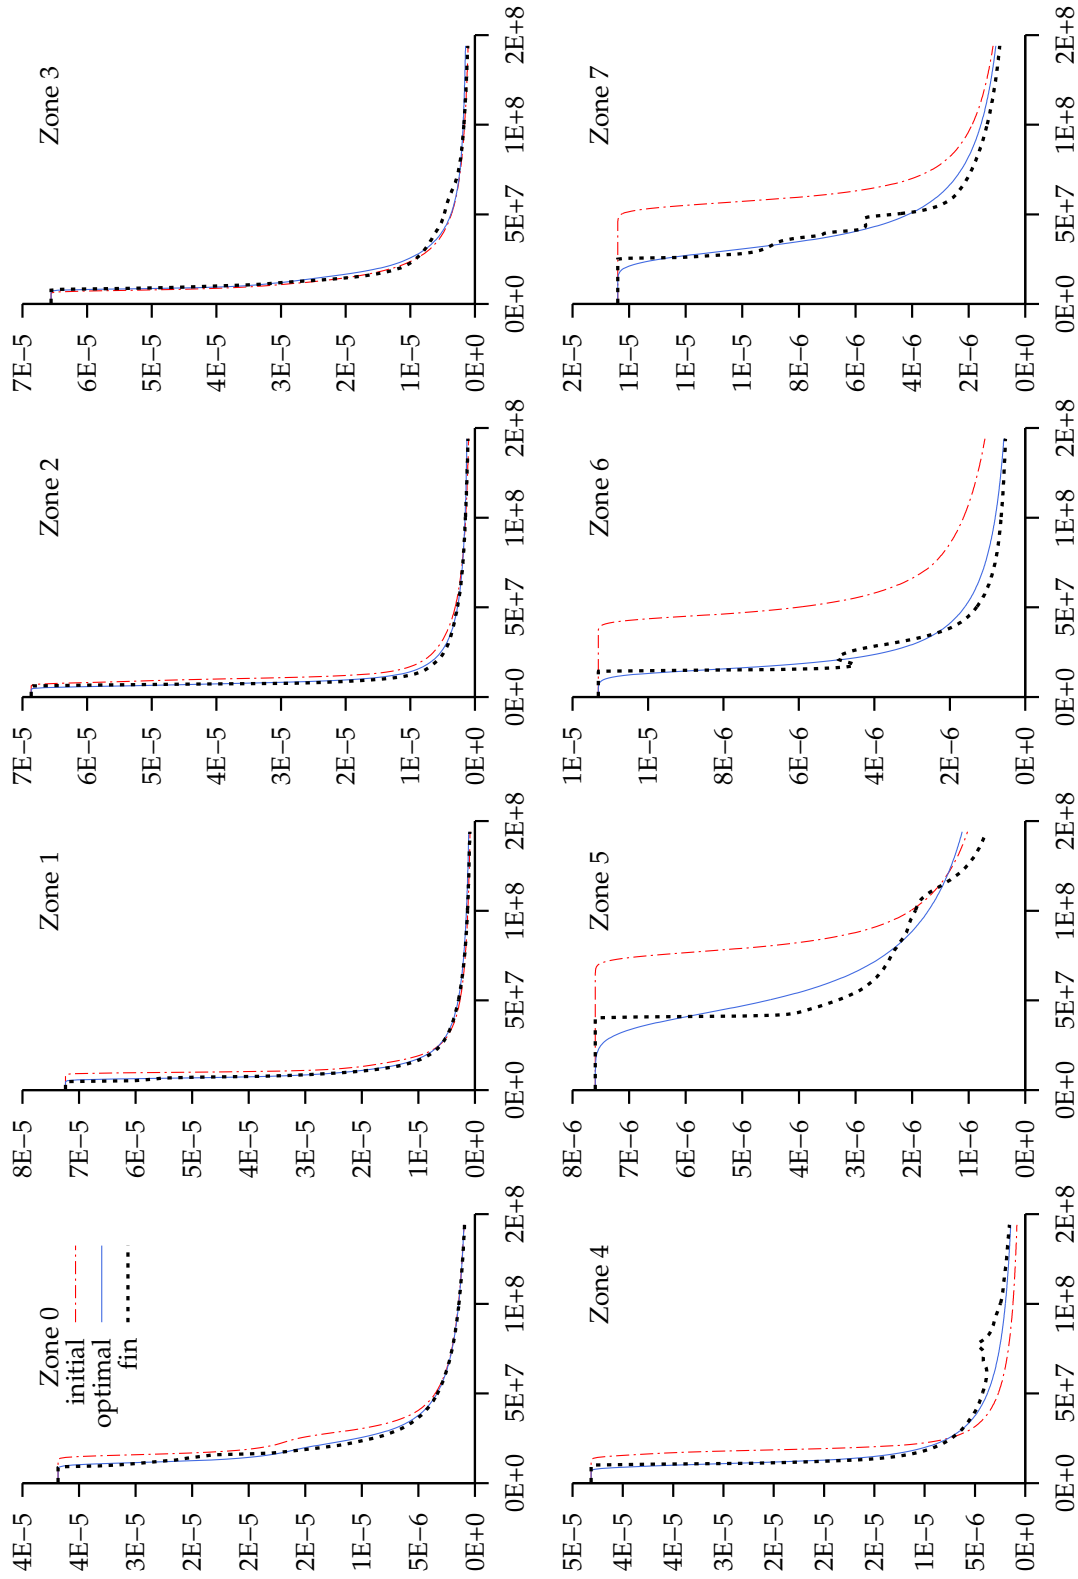 Zone 0
initial
optimal
fin
4E−5
4E−5
3E−5
3E−5
2E−5
2E−5
1E−5
5E−6
0E+0
0E+0 5E+7 1E+8 2E+8
Zone 1
8E−5
7E−5
6E−5
5E−5
4E−5
3E−5
2E−5
1E−5
0E+0
0E+0 5E+7 1E+8 2E+8
Zone 2
7E−5
6E−5
5E−5
4E−5
3E−5
2E−5
1E−5
0E+0
0E+0 5E+7 1E+8 2E+8
Zone 3
7E−5
6E−5
5E−5
4E−5
3E−5
2E−5
1E−5
0E+0
0E+0 5E+7 1E+8 2E+8
Zone 4
5E−5
4E−5
4E−5
3E−5
3E−5
2E−5
2E−5
1E−5
5E−6
0E+0
0E+0 5E+7 1E+8 2E+8
Zone 5
8E−6
7E−6
6E−6
5E−6
4E−6
3E−6
2E−6
1E−6
0E+0
0E+0 5E+7 1E+8 2E+8
Zone 6
1E−5
1E−5
8E−6
6E−6
4E−6
2E−6
0E+0
0E+0 5E+7 1E+8 2E+8
Zone 7
2E−5
1E−5
1E−5
1E−5
8E−6
6E−6
4E−6
2E−6
0E+0
0E+0 5E+7 1E+8 2E+8